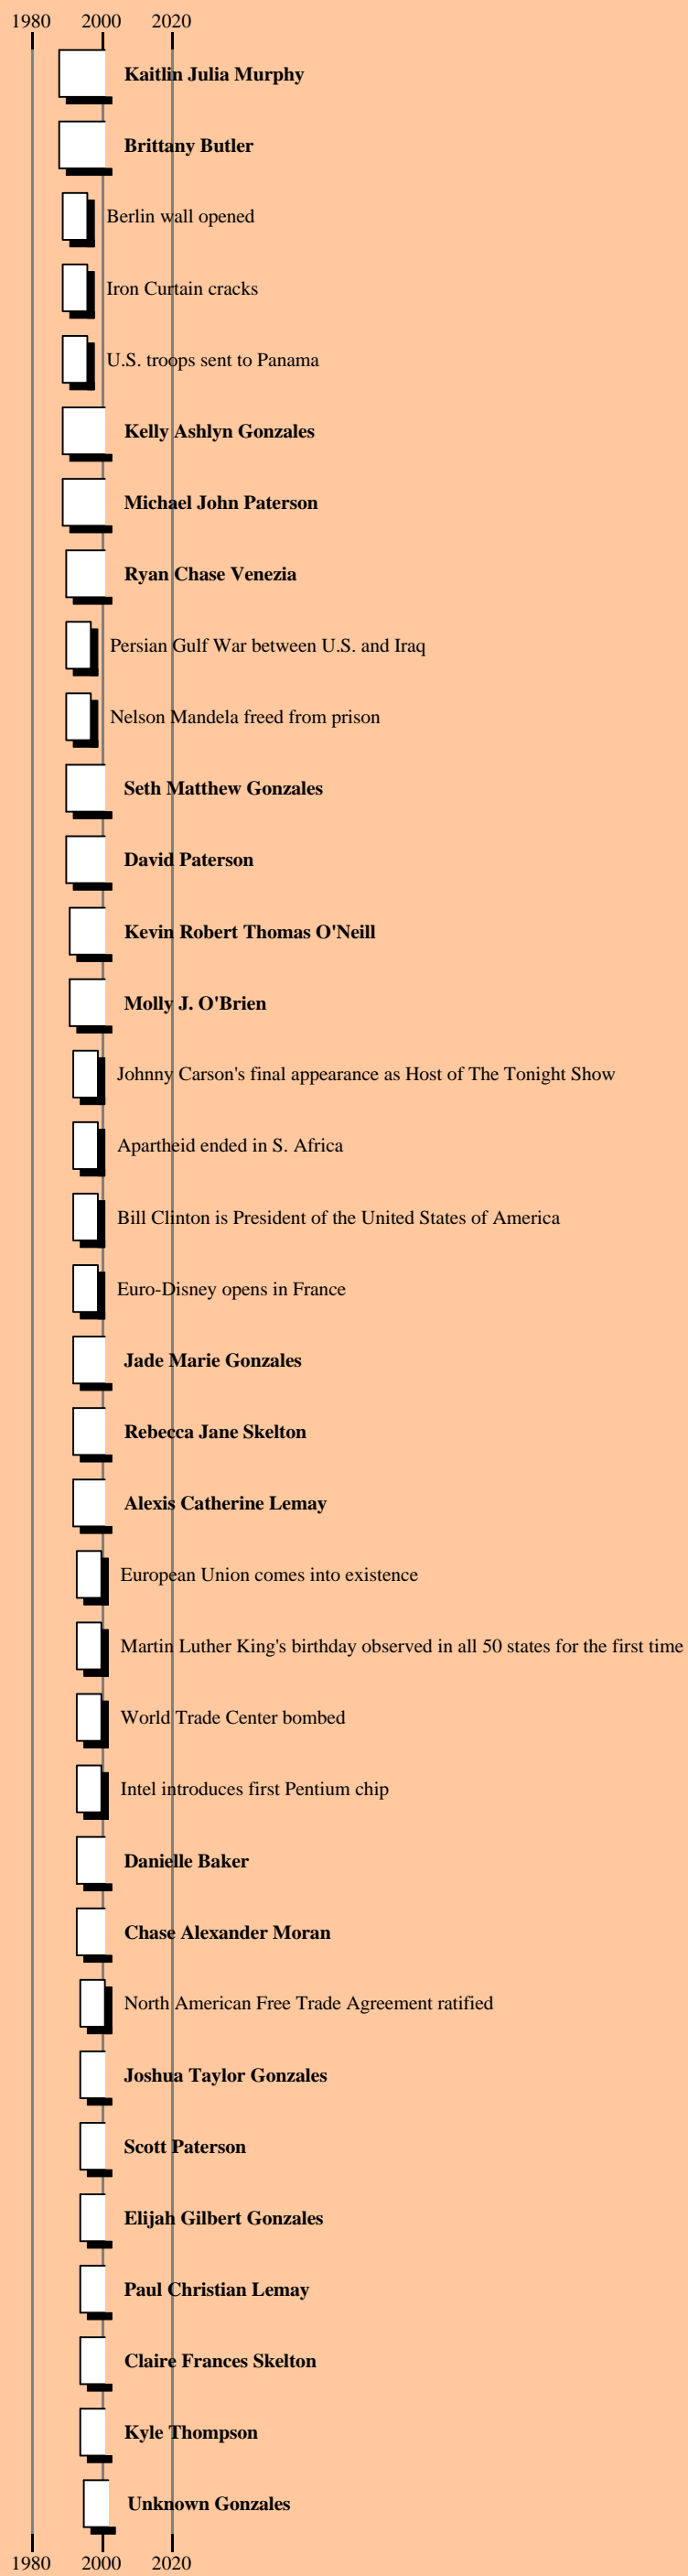 1980 2000 2020
Kaitlin Julia Murphy
Brittany Butler
Berlin wall opened
Iron Curtain cracks
U.S. troops sent to Panama
Kelly Ashlyn Gonzales
Michael John Paterson
Ryan Chase Venezia
Persian Gulf War between U.S. and Iraq
Nelson Mandela freed from prison
Seth Matthew Gonzales
David Paterson
Kevin Robert Thomas O'Neill
Molly J. O'Brien
Johnny Carson's final appearance as Host of The Tonight Show
Apartheid ended in S. Africa
Bill Clinton is President of the United States of America
Euro-Disney opens in France
Jade Marie Gonzales
Rebecca Jane Skelton
Alexis Catherine Lemay
European Union comes into existence
Martin Luther King's birthday observed in all 50 states for the first time
World Trade Center bombed
Intel introduces first Pentium chip
Danielle Baker
Chase Alexander Moran
North American Free Trade Agreement ratified
Joshua Taylor Gonzales
Scott Paterson
Elijah Gilbert Gonzales
Paul Christian Lemay
Claire Frances Skelton
Kyle Thompson
Unknown Gonzales
1980 2000 2020